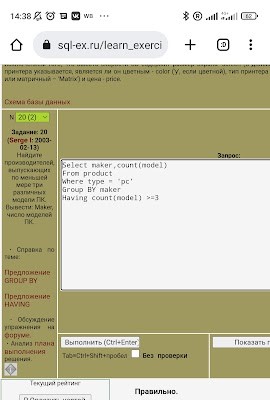 14:38
62
sql-ex.ru/learn_exerci
принтера указывается, является ли он цветным - color ('y', если цветной), тип принтера
или матричный – 'Matrix') и цена - price.
Схема базы данных
N 20 (2)
Задание: 20
(Serge I: 2003-
02-13)
Найдите
производителей,
выпускающих
по меньшей
мере три
различных
модели ПК.
Вывести: Maker,
число моделей
ПК.
Запрос:
Select maker,count(model)
From product
Where type = 'pc'
Group BY maker
Having count(model) >=3
- Справка по
теме:
Предложение
GROUP BY
Предложение
HAVING
- Обсуждение
упражнения на
форуме.
- Анализ плана
выполнения
решения.
Выполнить (Ctrl+Enter)
Показать
Tab=Ctrl+Shift+пробел
Без проверки
Текущий рейтинг
Правильно.